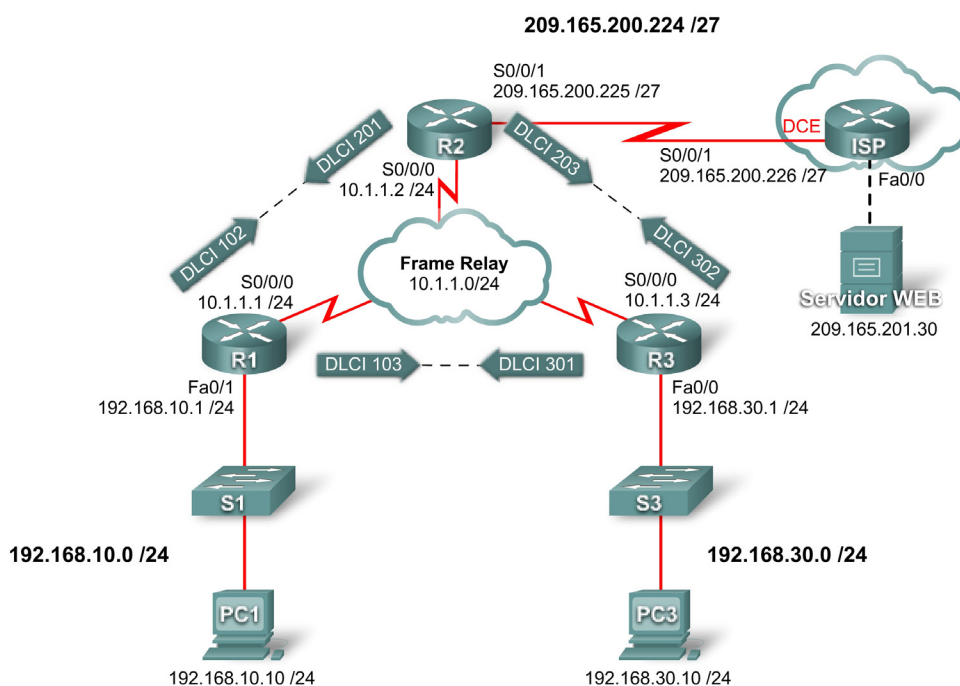 209.165.200.224 /27
S0/0/1
209.165.200.225 /27
DLCI 201
R2
DLCI 203
DCE
ISP
S0/0/1
209.165.200.226 /27
Fa0/0
S0/0/0
10.1.1.2 /24
DLCI 102
Frame Relay
10.1.1.0/24
DLCI 302
S0/0/0
10.1.1.1 /24
S0/0/0
10.1.1.3 /24
Servidor WEB
209.165.201.30
R1
DLCI 103
DLCI 301
R3
Fa0/1
192.168.10.1 /24
Fa0/0
192.168.30.1 /24
S1
S3
192.168.10.0 /24
192.168.30.0 /24
PC1
PC3
192.168.10.10 /24
192.168.30.10 /24